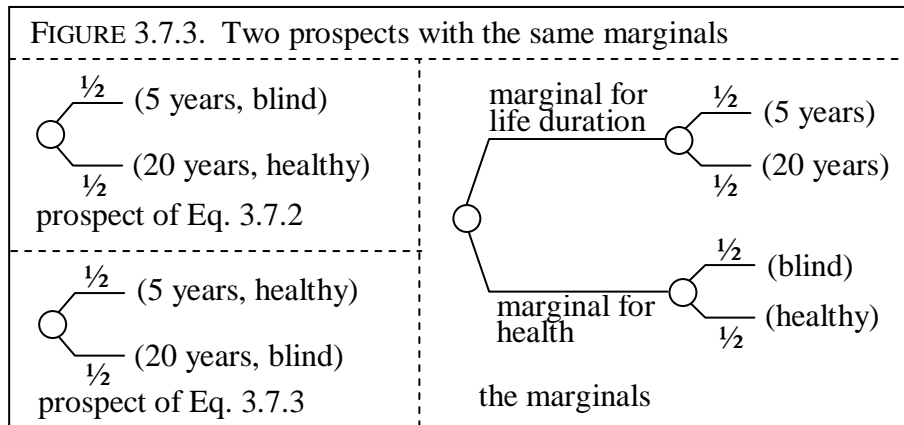 FIGURE 3.7.3. Two prospects with the same marginals
½
(5 years, blind)
(20 years, healthy)
½
prospect of Eq. 3.7.2
½
(5 years, healthy)
(20 years, blind)
½
prospect of Eq. 3.7.3
marginal for
life duration
½
(5 years)
(20 years)
½
½
(blind)
(healthy)
½
marginal for
health
the marginals